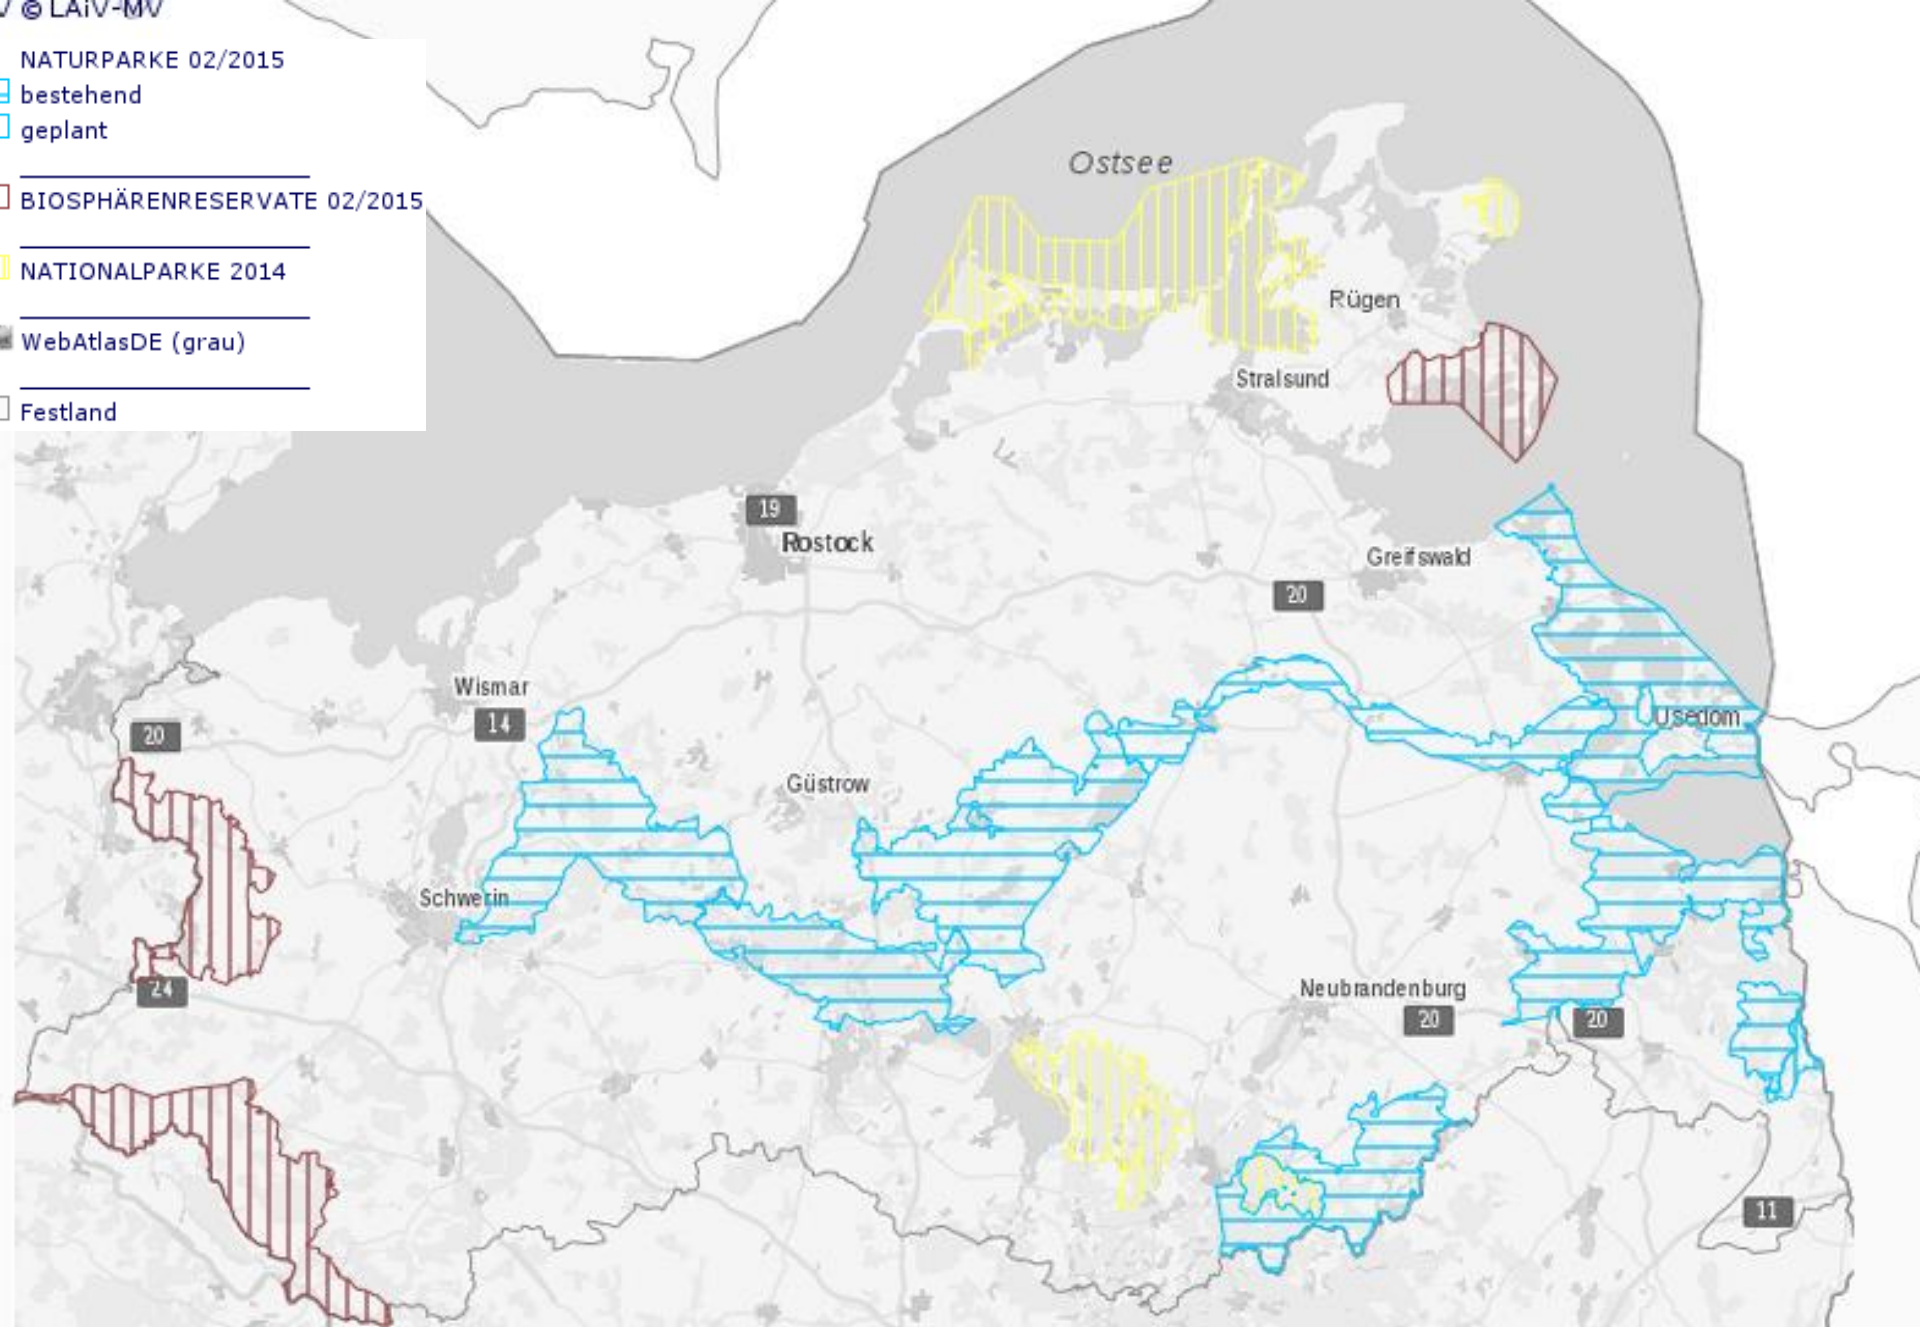 © LAiV-MV
NATURPARKE 02/2015
bestehend
geplant
BIOSPHÄRENRESERVATE 02/2015
NATIONALPARKE 2014
WebAtlasDE (grau)
Festland
Ostsee
Rügen
Stralsund
19
Rostock
Greifswald
20
Wismar
14
Usedom
20
Güstrow
Schwerin
24
Neubrandenburg
20
20
11